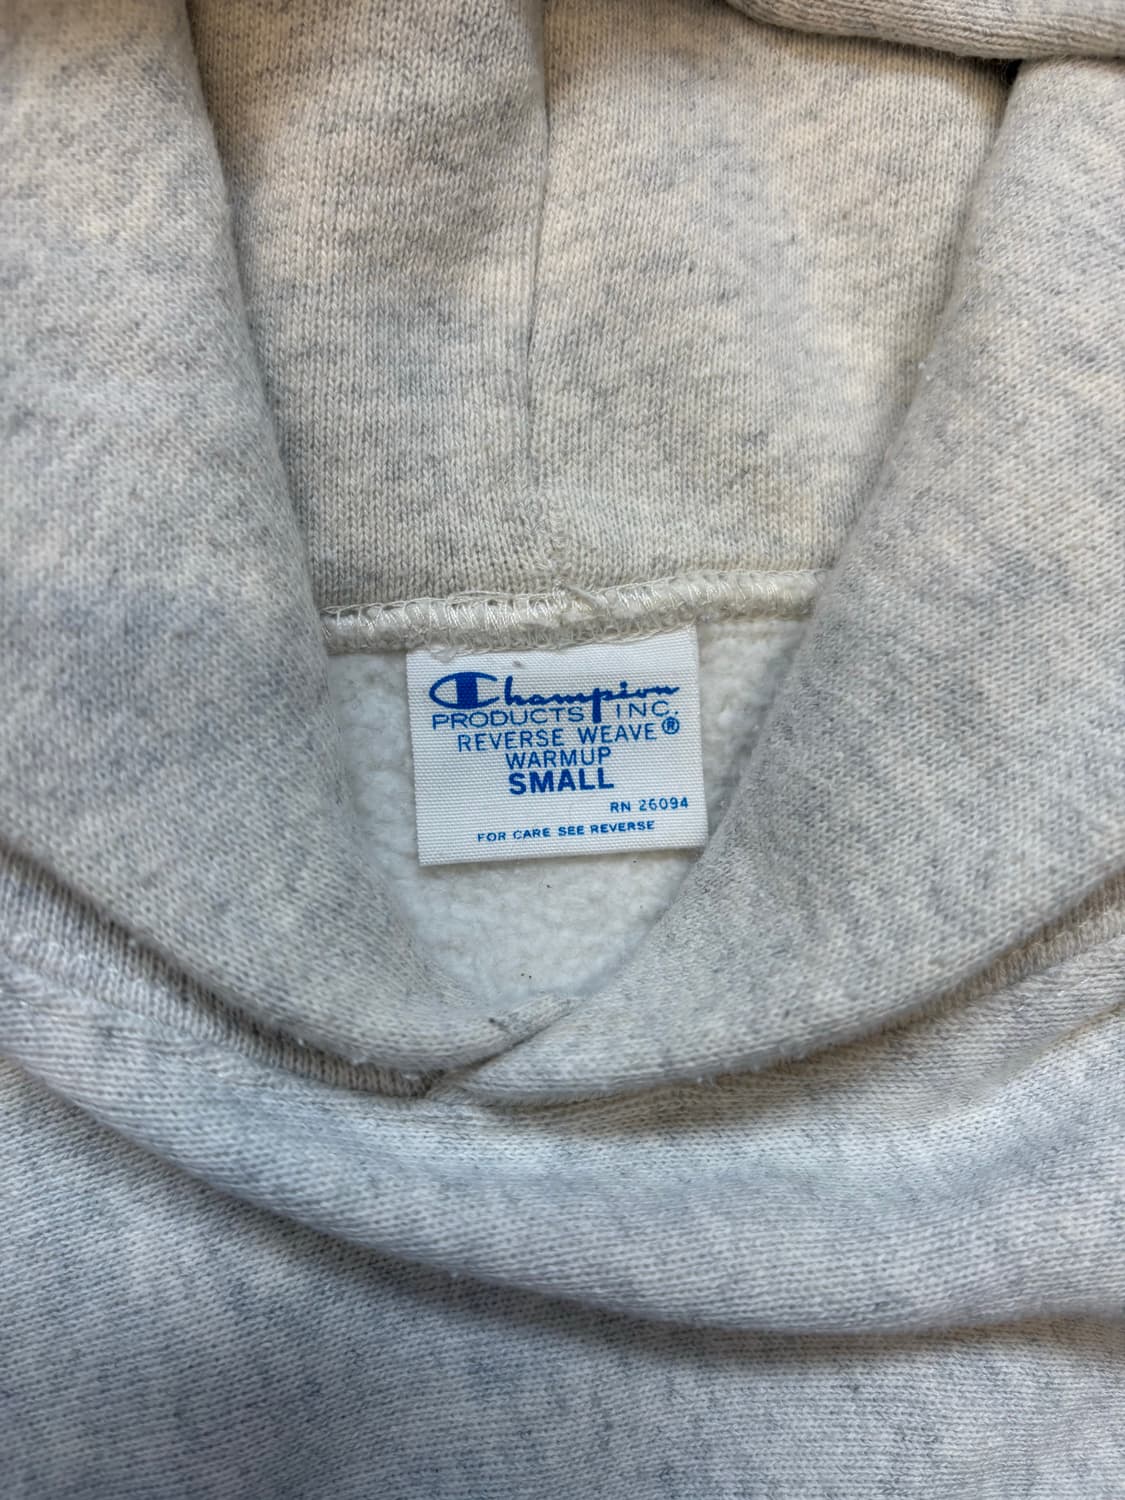 Champion
PRODUCTS INC.
REVERSE WEAVE®
WARMUP
SMALL
RN 26094
FOR CARE SEE REVERSE